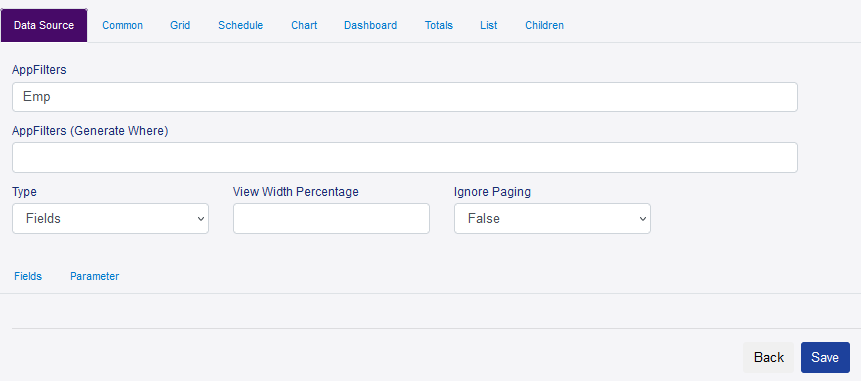 Data Source Common Grid Schedule Chart Dashboard Totals List Children
AppFilters
Emp
AppFilters (Generate Where)
Type View Width Percentage Ignore Paging
Fields False
Fields Parameter
Back Save